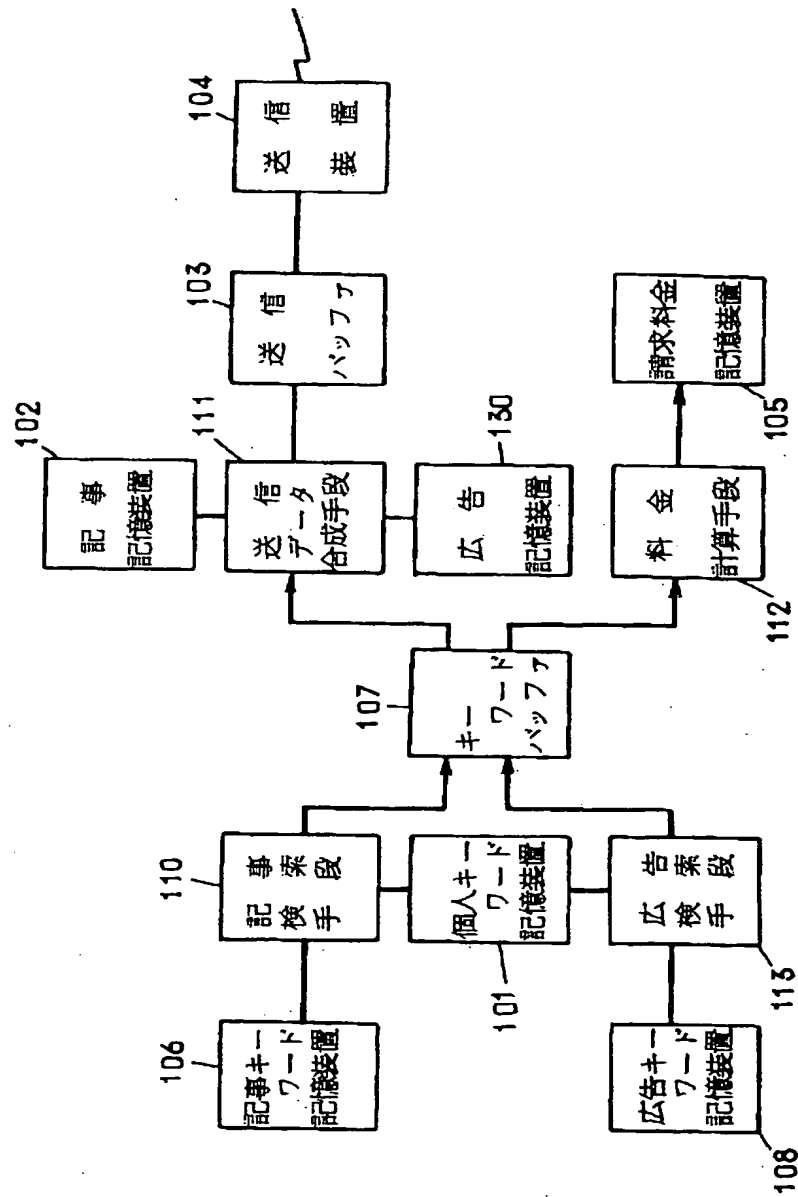 104
送信
装置
103
送信
バッファ
102
記事
記憶装置
111
送信
データ
合成手段
130
広告
記憶装置
請求料金
記憶装置
105
料金
計算手段
112
107
キー
ワード
バッファ
110
記事
検索
手段
個人キー
ワード
記憶装置
101
広告
検索
手段
113
106
記事キー
ワード
記憶装置
広告キー
ワード
記憶装置
108